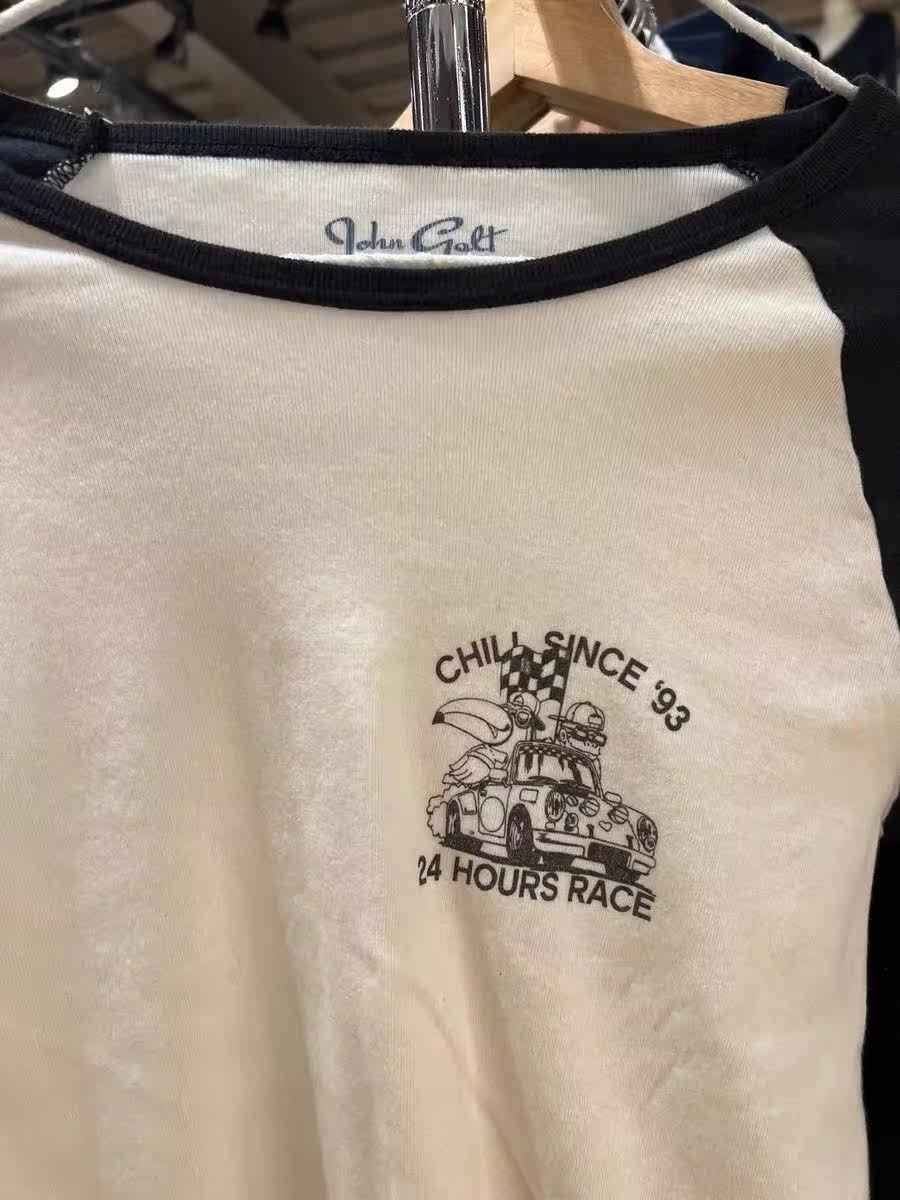 John Galt
CHILL SINCE '93
24 HOURS RACE